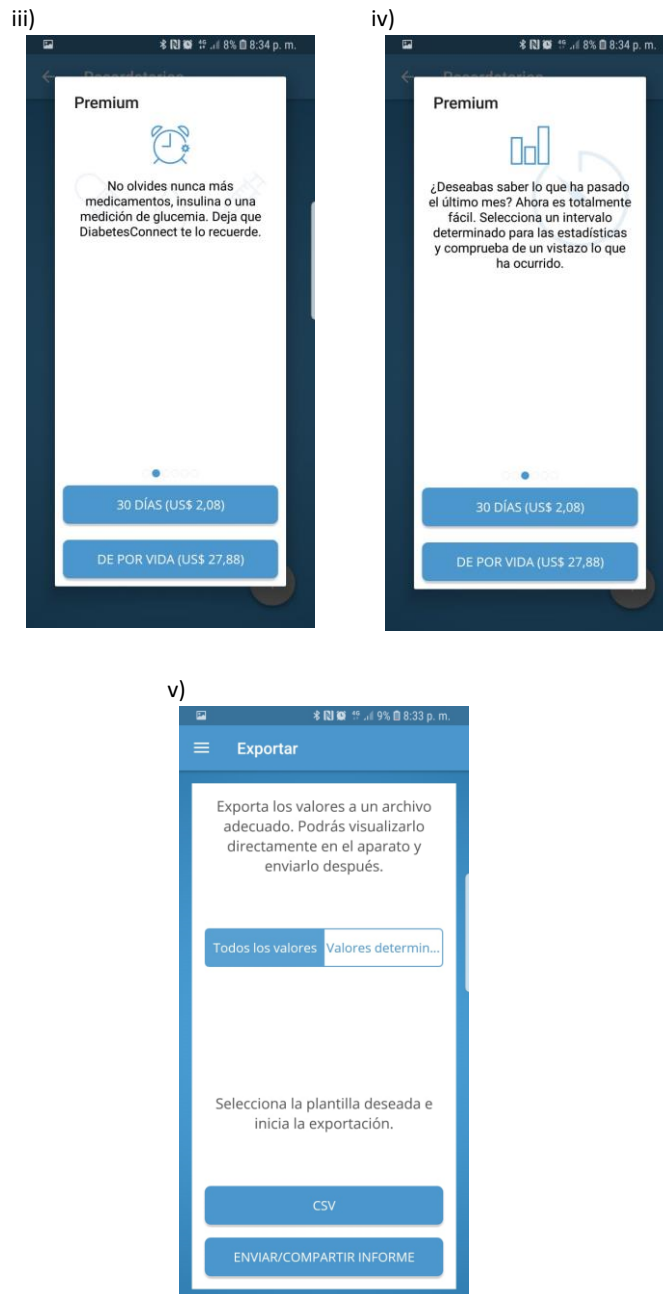 iii)
8% 8:34 p. m.
Premium
No olvides nunca más
medicamentos, insulina o una
medición de glucemia. Deja que
DiabetesConnect te lo recuerde.
30 DÍAS (US$ 2,08)
DE POR VIDA (US$ 27,88)
iv)
8% 8:34 p. m.
Premium
¿Deseabas saber lo que ha pasado
el último mes? Ahora es totalmente
fácil. Selecciona un intervalo
determinado para las estadísticas
y comprueba de un vistazo lo que
ha ocurrido.
30 DÍAS (US$ 2,08)
DE POR VIDA (US$ 27,88)
v)
9% 8:33 p. m.
Exportar
Exporta los valores a un archivo
adecuado. Podrás visualizarlo
directamente en el aparato y
enviarlo después.
Todos los valores Valores determin...
Selecciona la plantilla deseada e
inicia la exportación.
CSV
ENVIAR/COMPARTIR INFORME